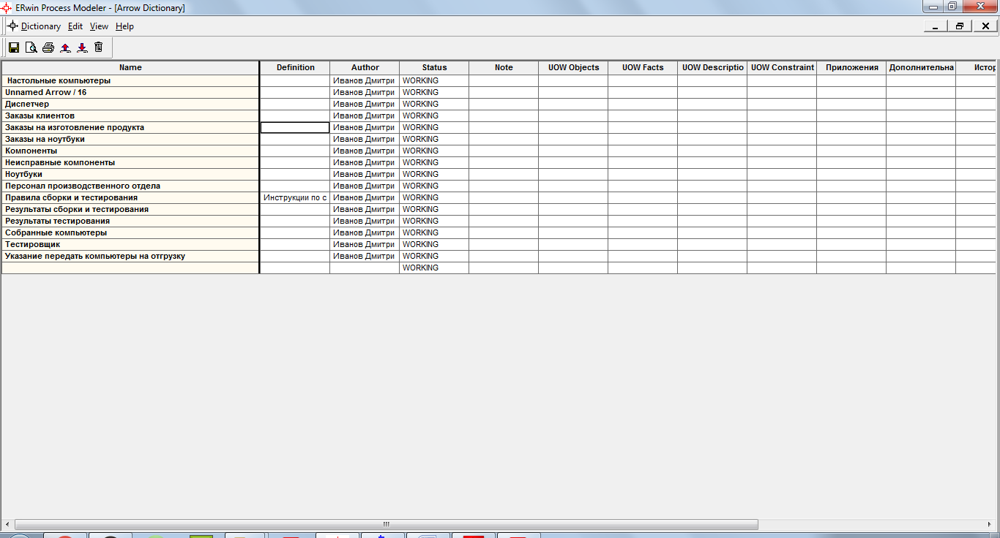 ERwin Process Modeler - [Arrow Dictionary]
Dictionary Edit View Help
Name Definition Author Status Note UOW Objects UOW Facts UOW Descriptio UOW Constraint Приложения Дополнительна Истор
Настольные компьютеры Иванов Дмитри WORKING
Unnamed Arrow / 16 Иванов Дмитри WORKING
Диспетчер Иванов Дмитри WORKING
Заказы клиентов Иванов Дмитри WORKING
Заказы на изготовление продукта Иванов Дмитри WORKING
Заказы на ноутбуки Иванов Дмитри WORKING
Компоненты Иванов Дмитри WORKING
Неисправные компоненты Иванов Дмитри WORKING
Ноутбуки Иванов Дмитри WORKING
Персонал производственного отдела Иванов Дмитри WORKING
Правила сборки и тестирования Инструкции по с Иванов Дмитри WORKING
Результаты сборки и тестирования Иванов Дмитри WORKING
Результаты тестирования Иванов Дмитри WORKING
Собранные компьютеры Иванов Дмитри WORKING
Тестировщик Иванов Дмитри WORKING
Указание передать компьютеры на отгрузку Иванов Дмитри WORKING
WORKING